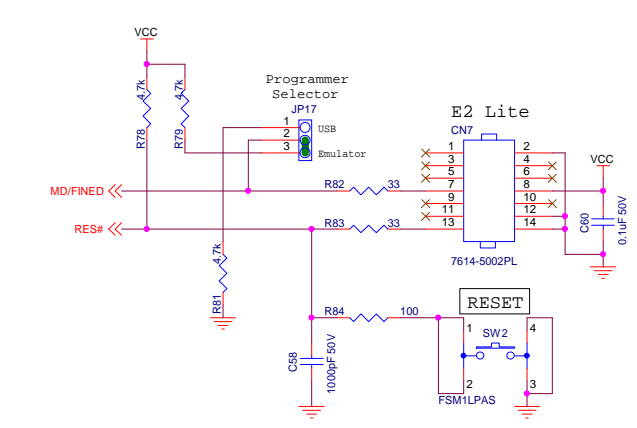 VCC
Programmer
Selector
JP17
4.7k
4.7k
R78
R79
1
2
3
USB
Emulator
E2 Lite
CN7
1
3
5
7
9
11
13
2
4
6
8
10
12
14
7614-5002PL
VCC
C60
0.1uF 50V
MD/FINED
R82
33
RES#
R83
33
4.7k
R81
R84
100
C58
1000pF 50V
RESET
SW2
1
4
2
3
FSM1LPAS